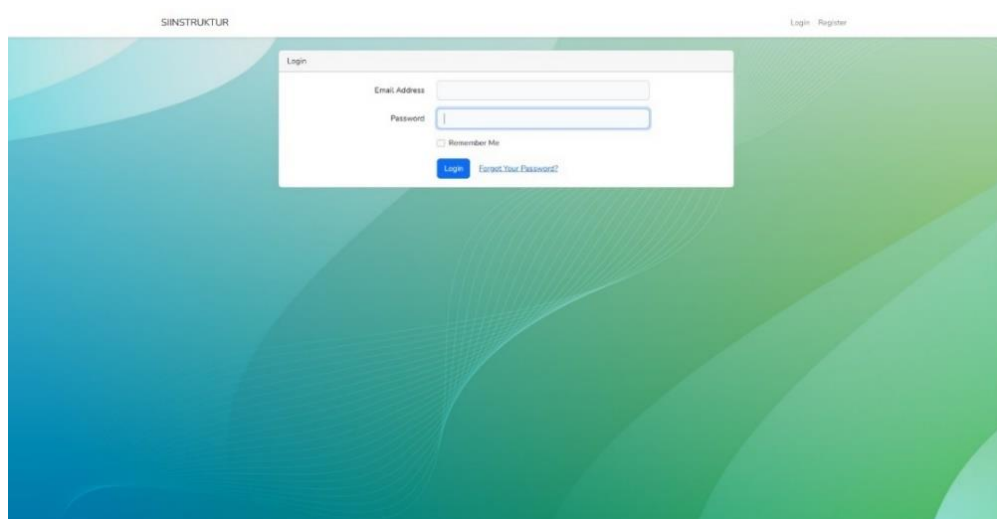 SIINSTRUKTUR Login Register
Login
Email Address
Password
Remember Me
Login Forgot Your Password?